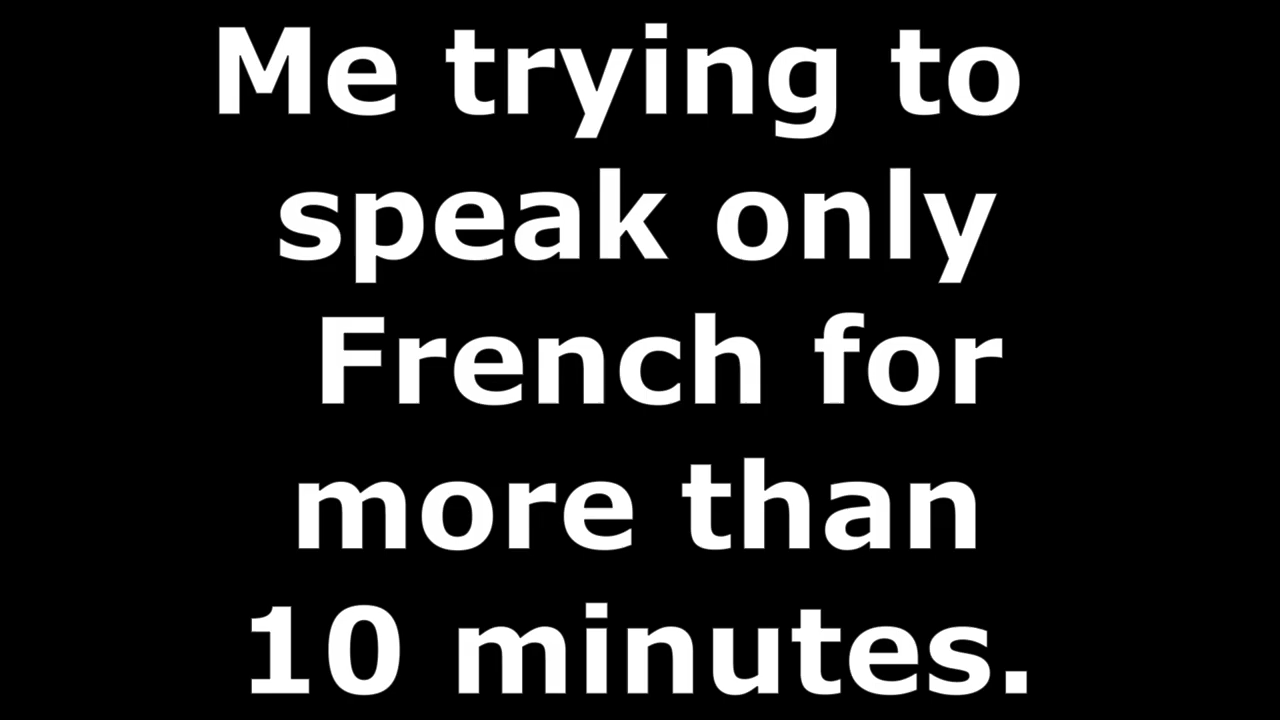 Me trying to
speak only
French for
more than
10 minutes.